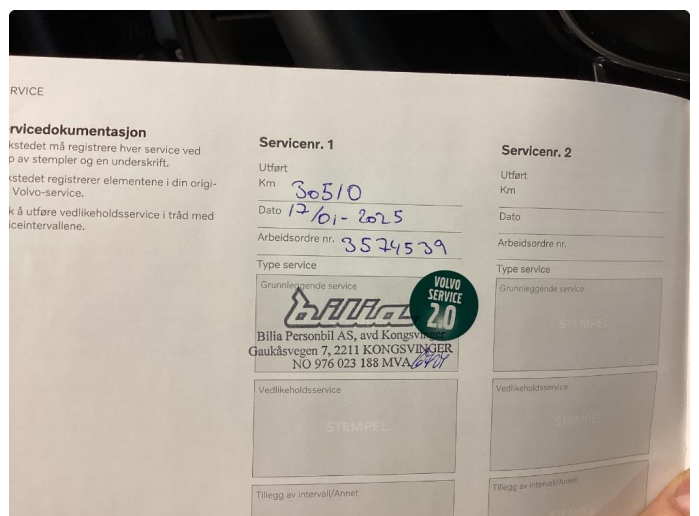 RVICE
rvicedokumentasjon
kstedet må registrere hver service ved
p av stempler og en underskrift.
kstedet registrerer elementene i din origi-
Volvo-service.
k å utføre vedlikeholdsservice i tråd med
iceintervallene.
Servicenr. 1
Utført
Km 30510
Dato 17/01-2025
Arbeidsordre nr. 3574539
Type service
Grunnleggende service
bilia
VOLVO
SERVICE
2.0
Bilia Personbil AS, avd Kongsvinger
Gaukåsvegen 7, 2211 KONGSVINGER
NO 976 023 188 MVA
Vedlikeholdsservice
STEMPEL
Tillegg av intervall/Annet
Servicenr. 2
Utført
Km
Dato
Arbeidsordre nr.
Type service
Grunnleggende service
STEMPEL
Vedlikeholdsservice
STEMPEL
Tillegg av intervall/Annet